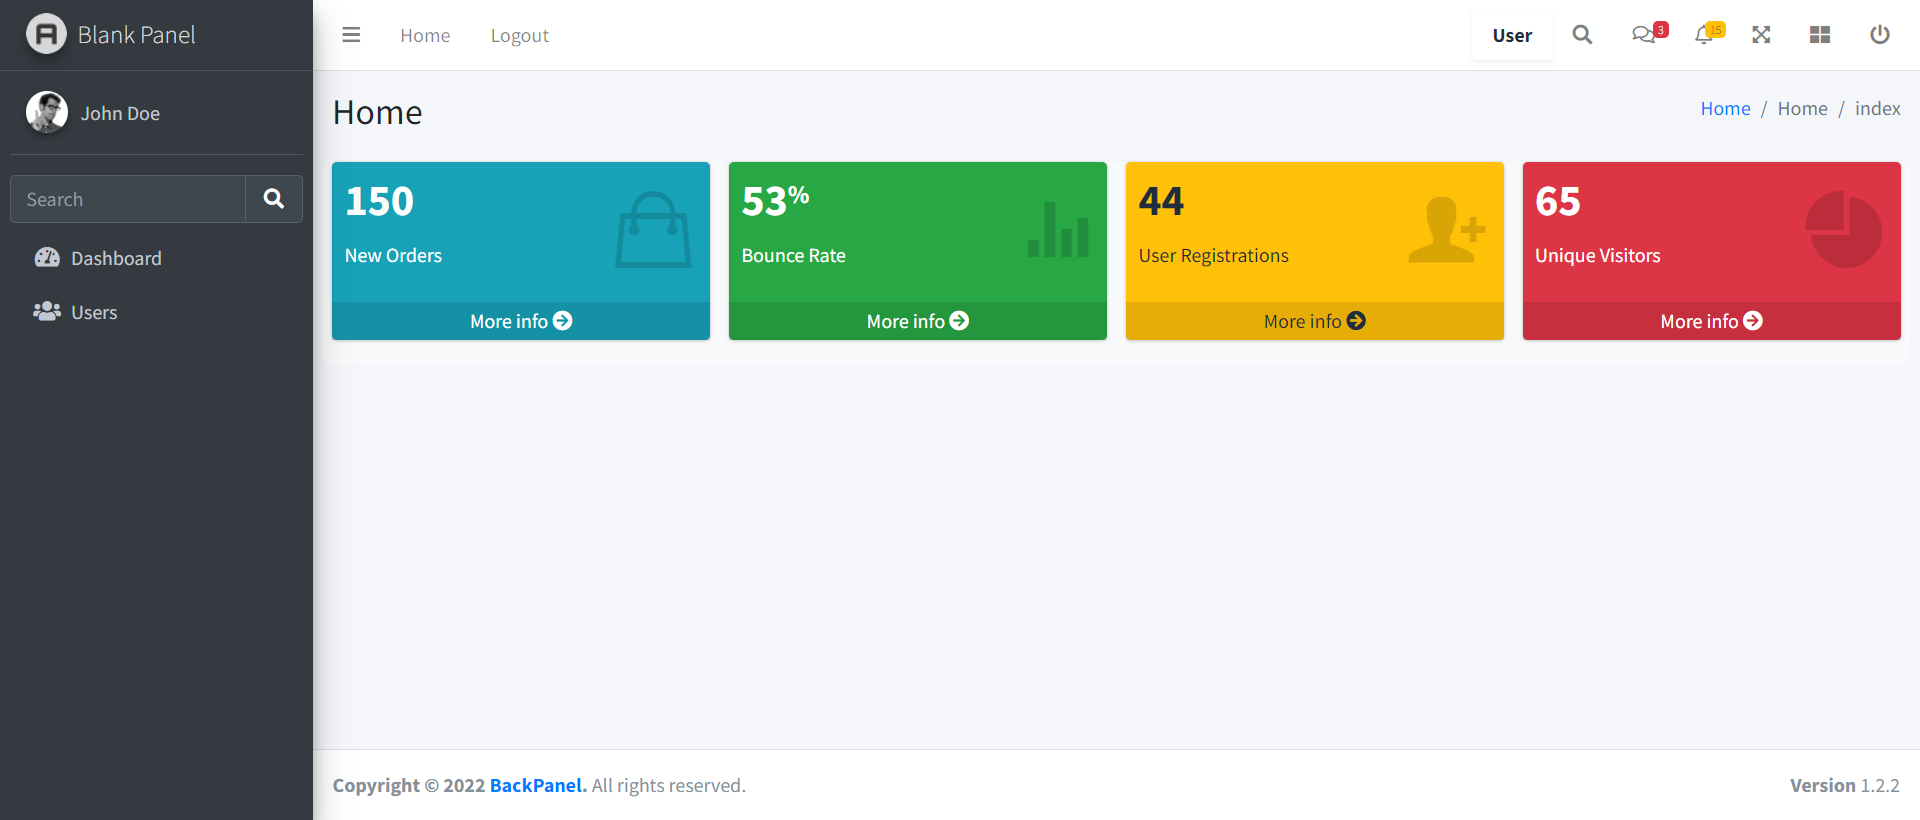 Blank Panel
Home
Logout
User
3
15
John Doe
Search
Dashboard
Users
Home
Home / Home / index
150
New Orders
More info
53%
Bounce Rate
More info
44
User Registrations
More info
65
Unique Visitors
More info
Copyright © 2022 BackPanel. All rights reserved.
Version 1.2.2